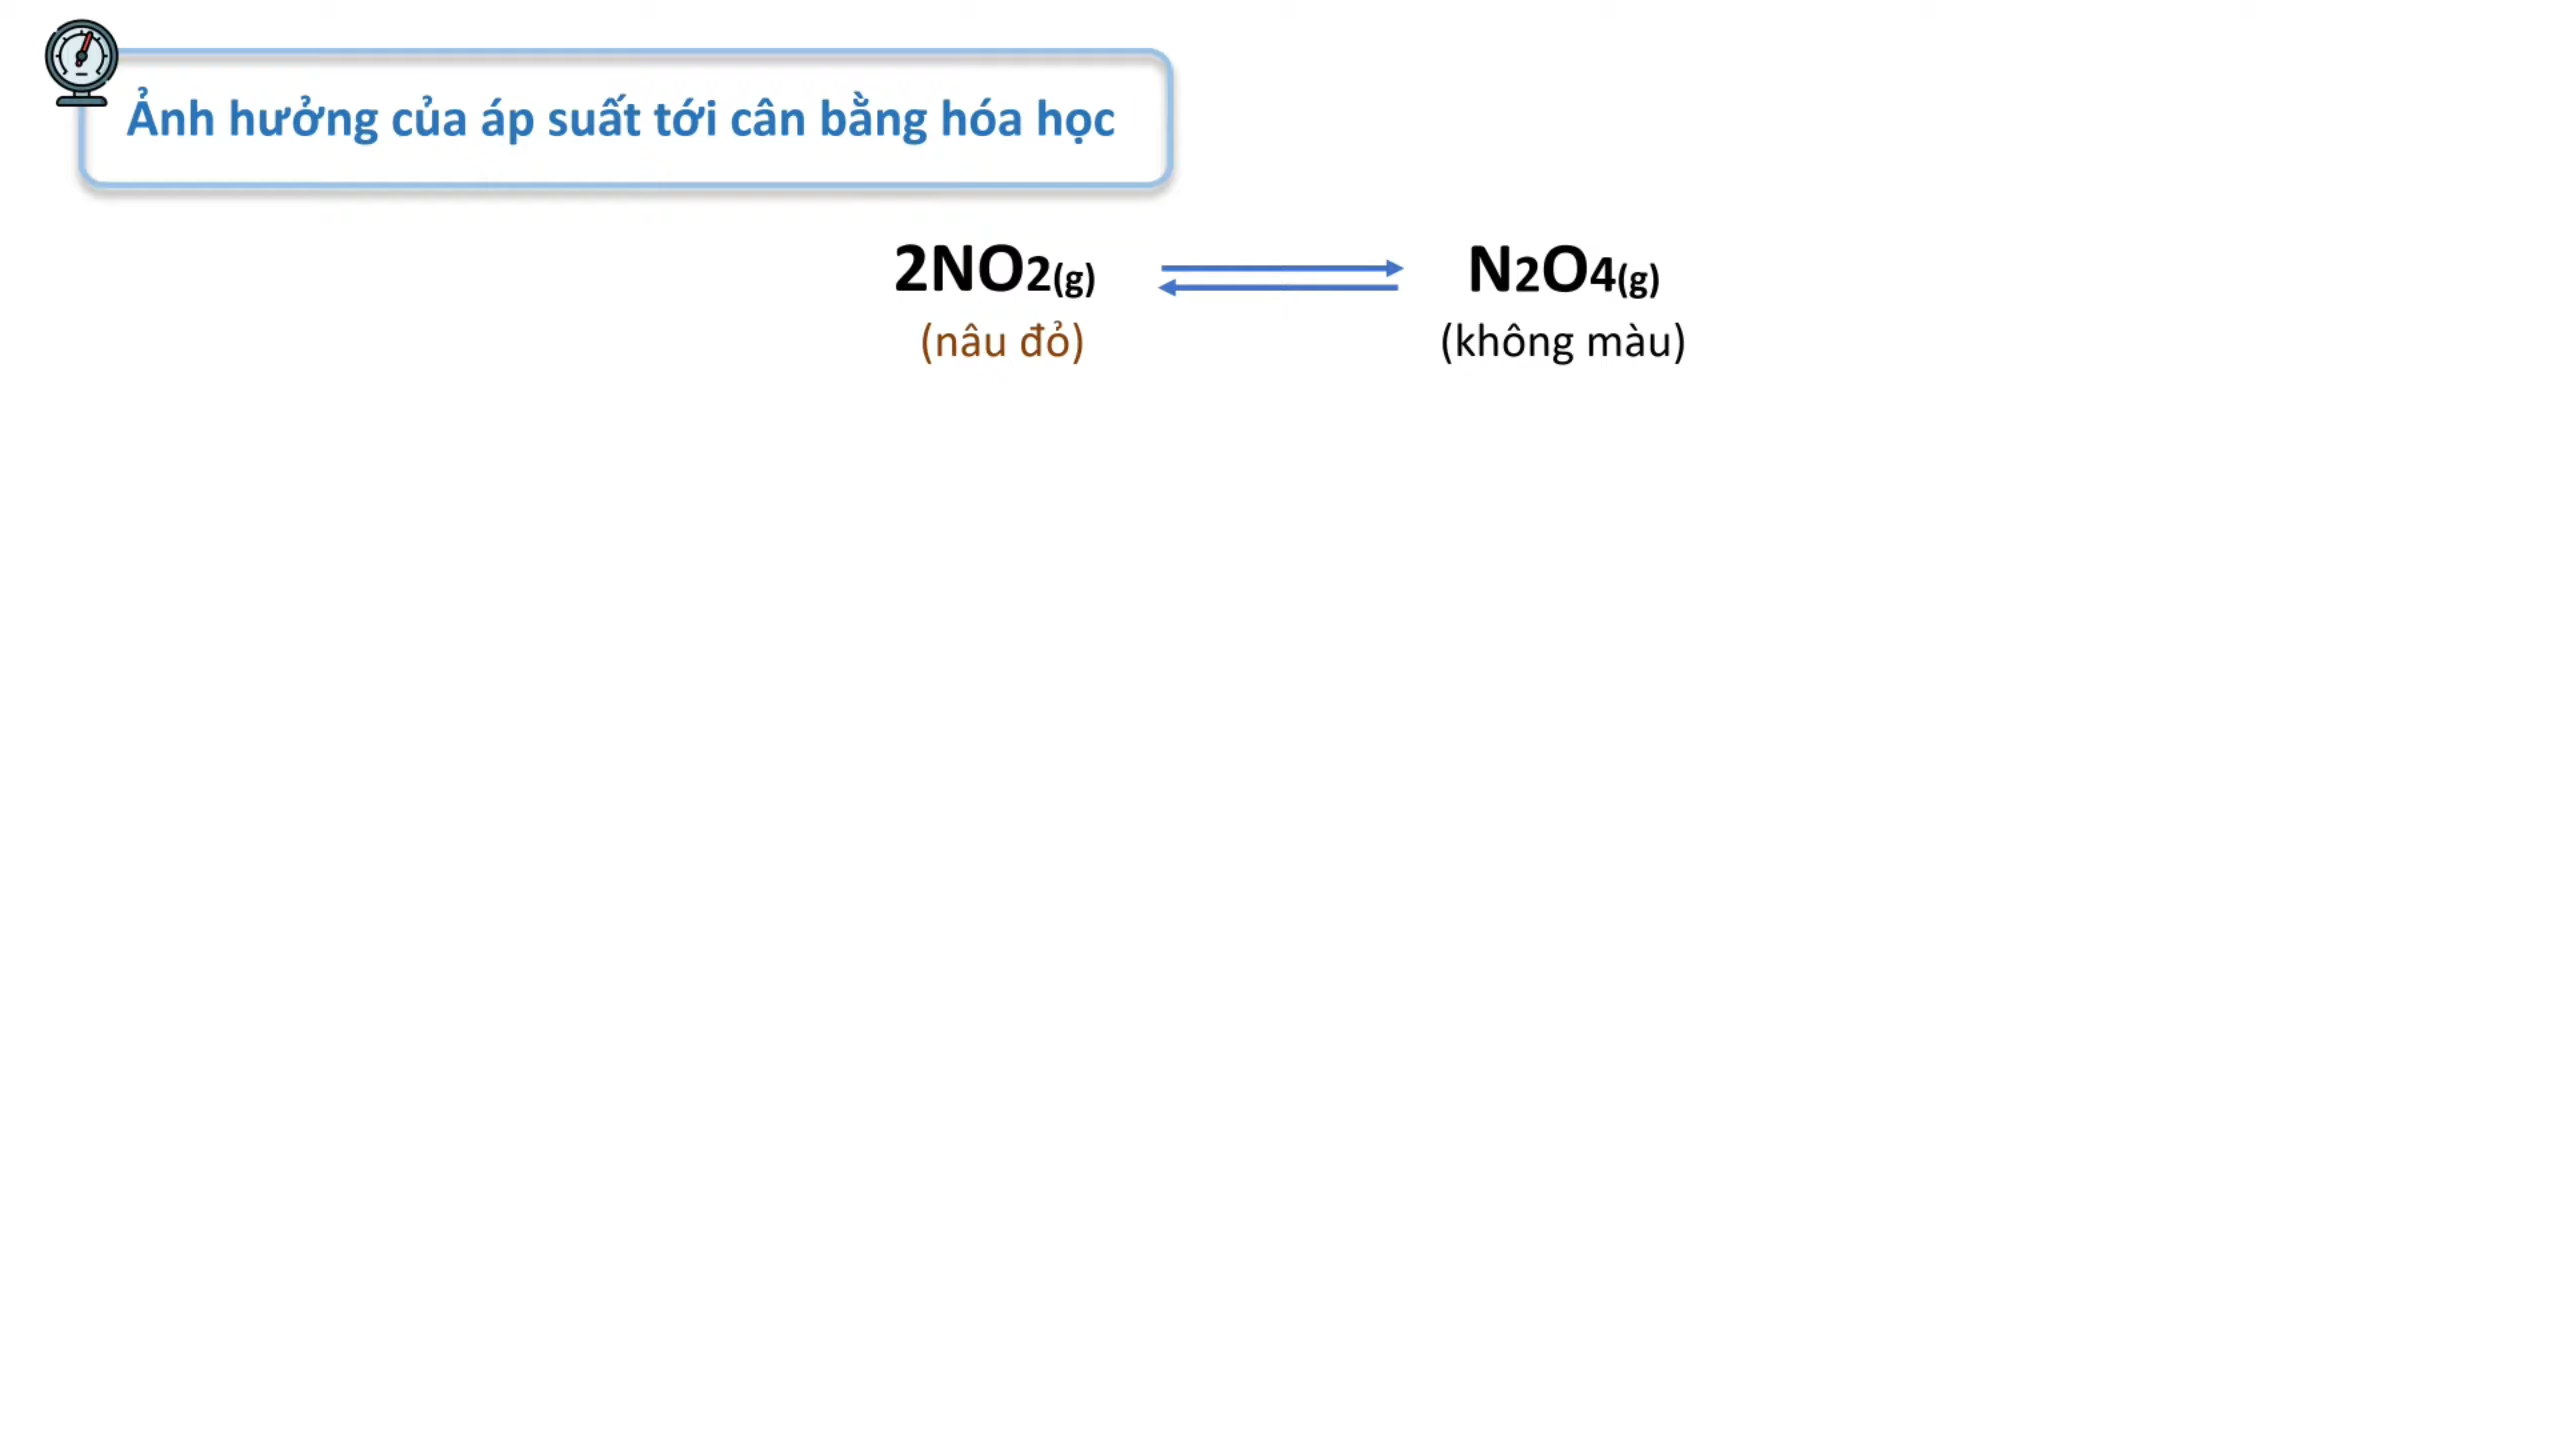 Ảnh hưởng của áp suất tới cân bằng hóa học
2NO2(g) ⇌ N2O4(g)
(nâu đỏ) (không màu)